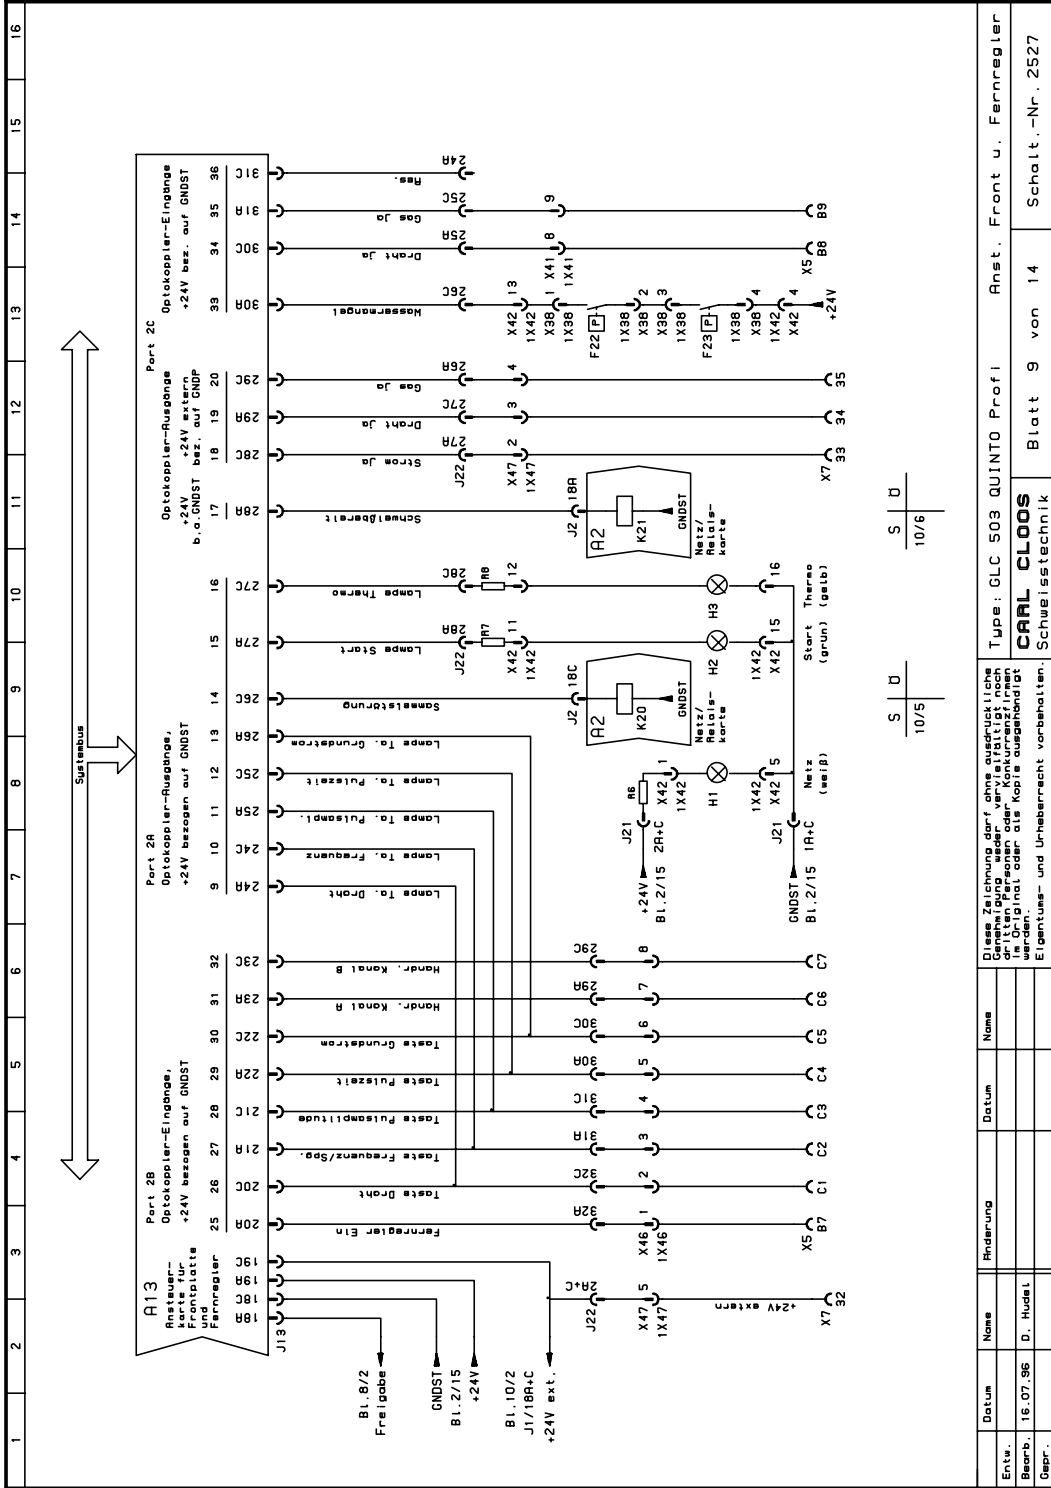 1 2 3 4 5 6 7 8 9 10 11 12 13 14 15 16
Systembus
A13
Ansteuer-
karte für
Frontplatte
und
Fernregler
Port 2B
Optokoppler-Eingänge,
+24V bezogen auf GNDST
Port 2A
Optokoppler-Ausgänge,
+24V bezogen auf GNDST
Optokoppler-Ausgänge
+24V +24V extern
b.a.GNDST bez. auf GNDP
Port 2C
Optokoppler-Eingänge
+24V bez. auf GNDST
25 26 27 28 29 30 31 32 9 10 11 12 13 14 15 16 17 18 19 20 33 34 35 36
18A 18C 19A 19C 20A 20C 21A 21C 22A 22C 23A 23C 24A 24C 25A 25C 26A 26C 27A 27C 28A 28C 29A 29C 30A 30C 31A 31C
J13
Fernregler Ein
Taste Draht
Taste Frequenz/Spg.
Taste Pulsamplitude
Taste Pulszeit
Taste Grundstrom
Handr. Kanal A
Handr. Kanal B
Lampe Ta. Draht
Lampe Ta. Frequenz
Lampe Ta. Pulsampl.
Lampe Ta. Pulszeit
Lampe Ta. Grundstrom
Sammelstörung
Lampe Start
Lampe Thermo
Schweißbereit
Strom Ja
Draht Ja
Gas Ja
Wassermangel
Draht Ja
Gas Ja
Res.
Bl.8/2
Freigabe
GNDST
Bl.2/15
+24V
Bl.10/2
J1/18A+C
+24V ext.
J22 2A+C
X47 5
1X47
+24V extern
X7 32
32A 32C 31A 31C 30A 30C 29A 29C
X46 1 2 3 4 5 6 7 8
1X46
X5 B7 C1 C2 C3 C4 C5 C6 C7
+24V
Bl.2/15
J21
2A+C
R6
X42 1
1X42
H1
1X42
X42 5
Netz
(weiß)
GNDST
Bl.2/15
J21
1A+C
J2 18C
A2
K20
GNDST
Netz/
Relais-
karte
J22 28A 28C
R7 R8
X42 11 12
1X42
H2 H3
1X42
X42 15 16
Start Thermo
(grün) (gelb)
J2 18A
A2
K21
GNDST
Netz/
Relais-
karte
J22 27A 27C 26A
X47 2 3 4
1X47
X7 33 34 35
26C 25A 25C 24A
X42 13
1X42
X38 1
1X38
F22 P
1X38
X38 2
X38 3
1X38
F23 P
1X38
X38 4
1X42
X42 4
+24V
X41 8 9
1X41
X5 B8 B9
S Ö
10/5
S Ö
10/6
Datum Name Änderung Datum Name
Entw.
Bearb. 16.07.96 D. Hudel
Gepr.
Diese Zeichnung darf ohne ausdrückliche
Genehmigung weder vervielfältigt noch
dritten Personen oder Konkurrenzfirmen
im Original oder als Kopie ausgehändigt
werden.
Eigentums- und Urheberrecht vorbehalten.
Type: GLC 503 QUINTO Profi Anst. Front u. Fernregler
CARL CLOOS
Schweisstechnik
Blatt 9 von 14
Schalt.-Nr. 2527